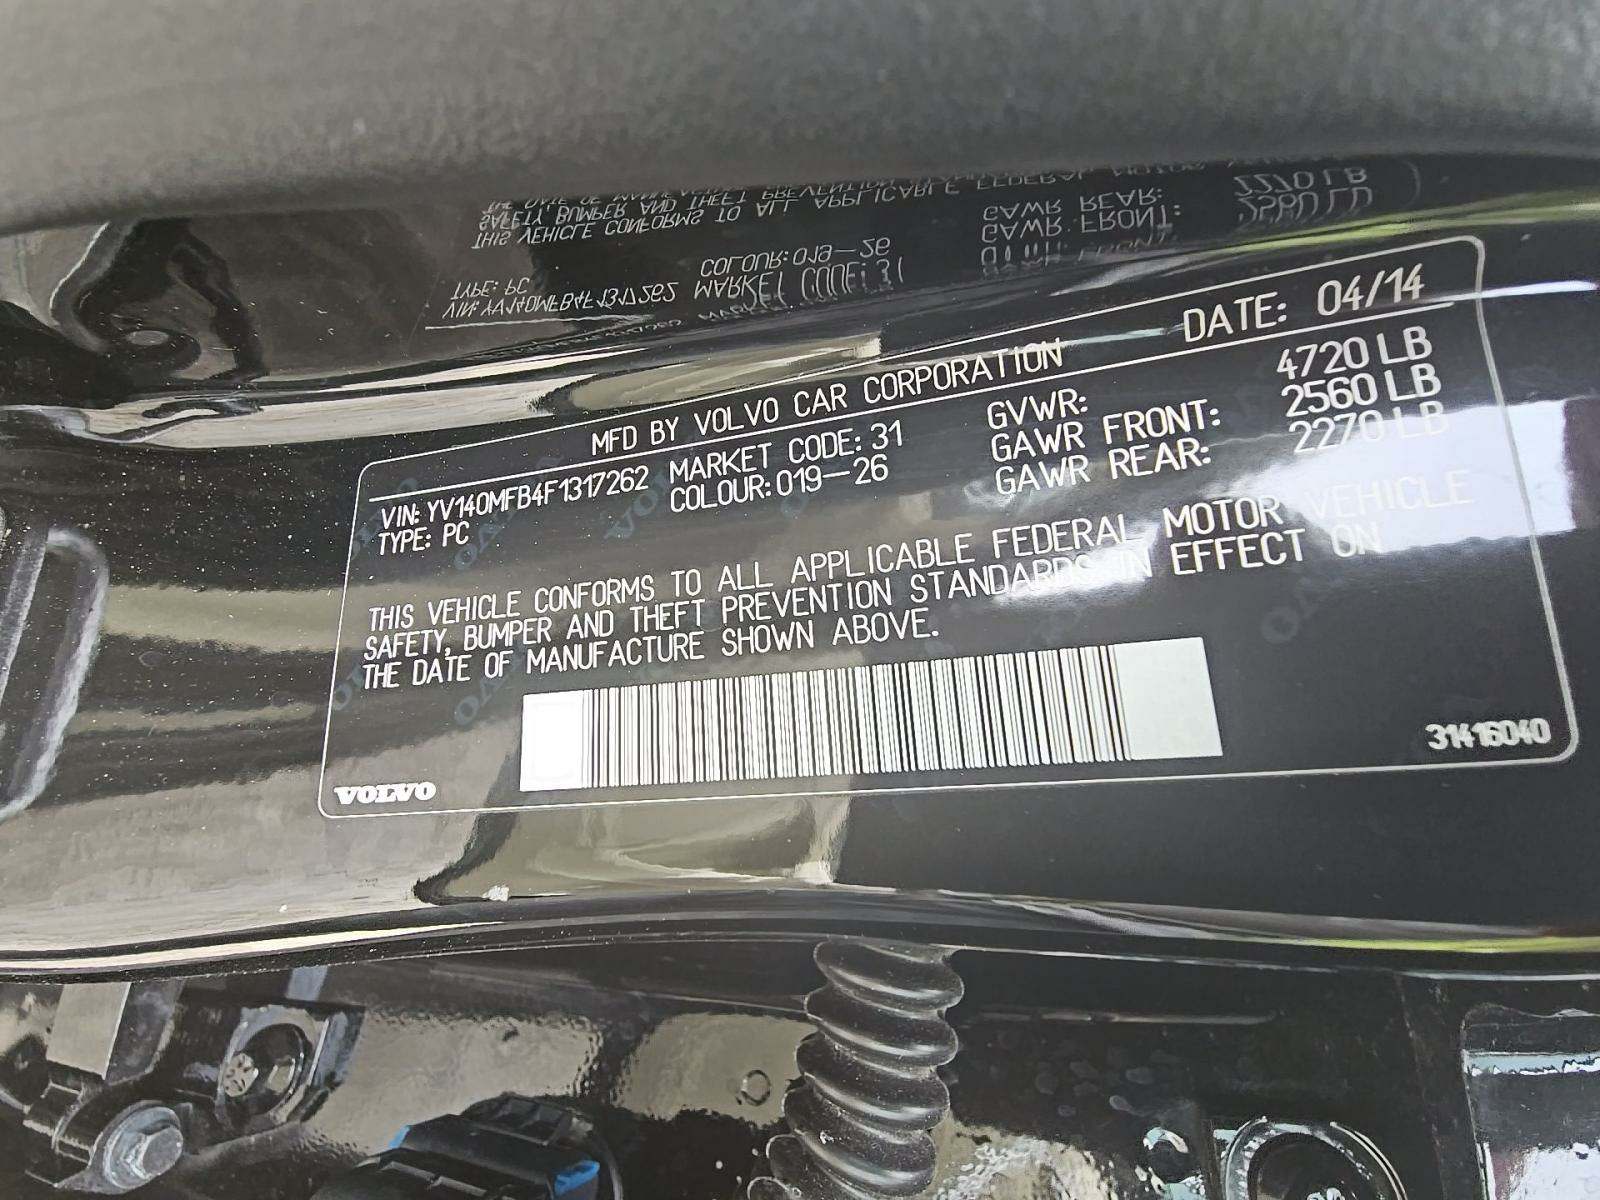 MFD BY VOLVO CAR CORPORATION DATE: 04/14
VIN: YV140MFB4F1317262 MARKET CODE: 31 GVWR: 4720 LB
TYPE: PC COLOUR: 019-26 GAWR FRONT: 2560 LB
GAWR REAR: 2270 LB
THIS VEHICLE CONFORMS TO ALL APPLICABLE FEDERAL MOTOR VEHICLE
SAFETY, BUMPER AND THEFT PREVENTION STANDARDS IN EFFECT ON
THE DATE OF MANUFACTURE SHOWN ABOVE.
VOLVO
31416040